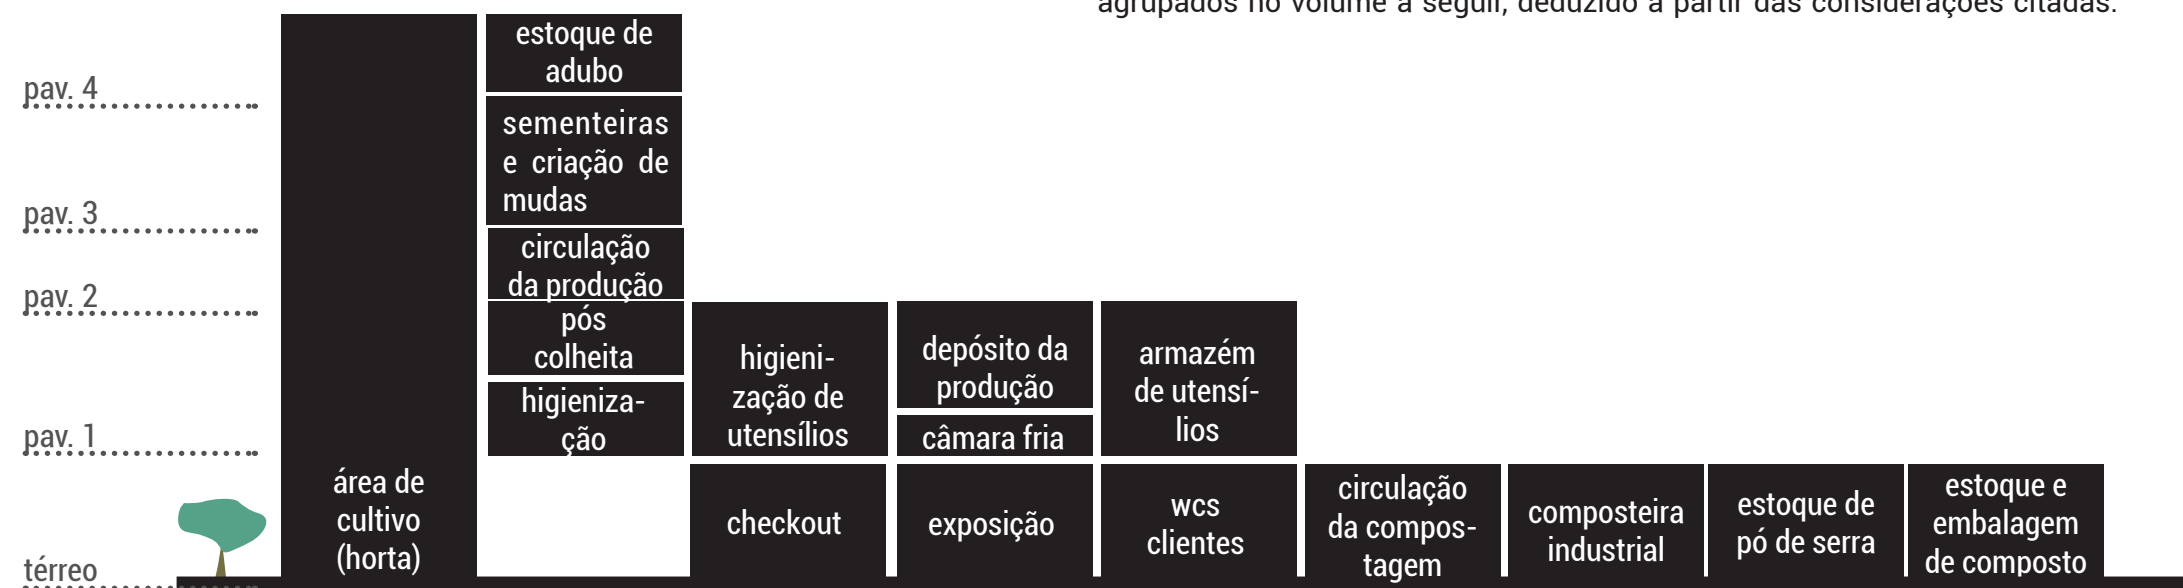 agrupados no volume a seguir, deduzido a partir das considerações citadas.
pav. 4
pav. 3
pav. 2
pav. 1
térreo
área de
cultivo
(horta)
estoque de
adubo
sementeiras
e criação de
mudas
circulação
da produção
pós
colheita
higieniza-
ção
higieni-
zação de
utensílios
depósito da
produção
câmara fria
armazém
de utensí-
lios
checkout
exposição
wcs
clientes
circulação
da compos-
tagem
composteira
industrial
estoque de
pó de serra
estoque e
embalagem
de composto